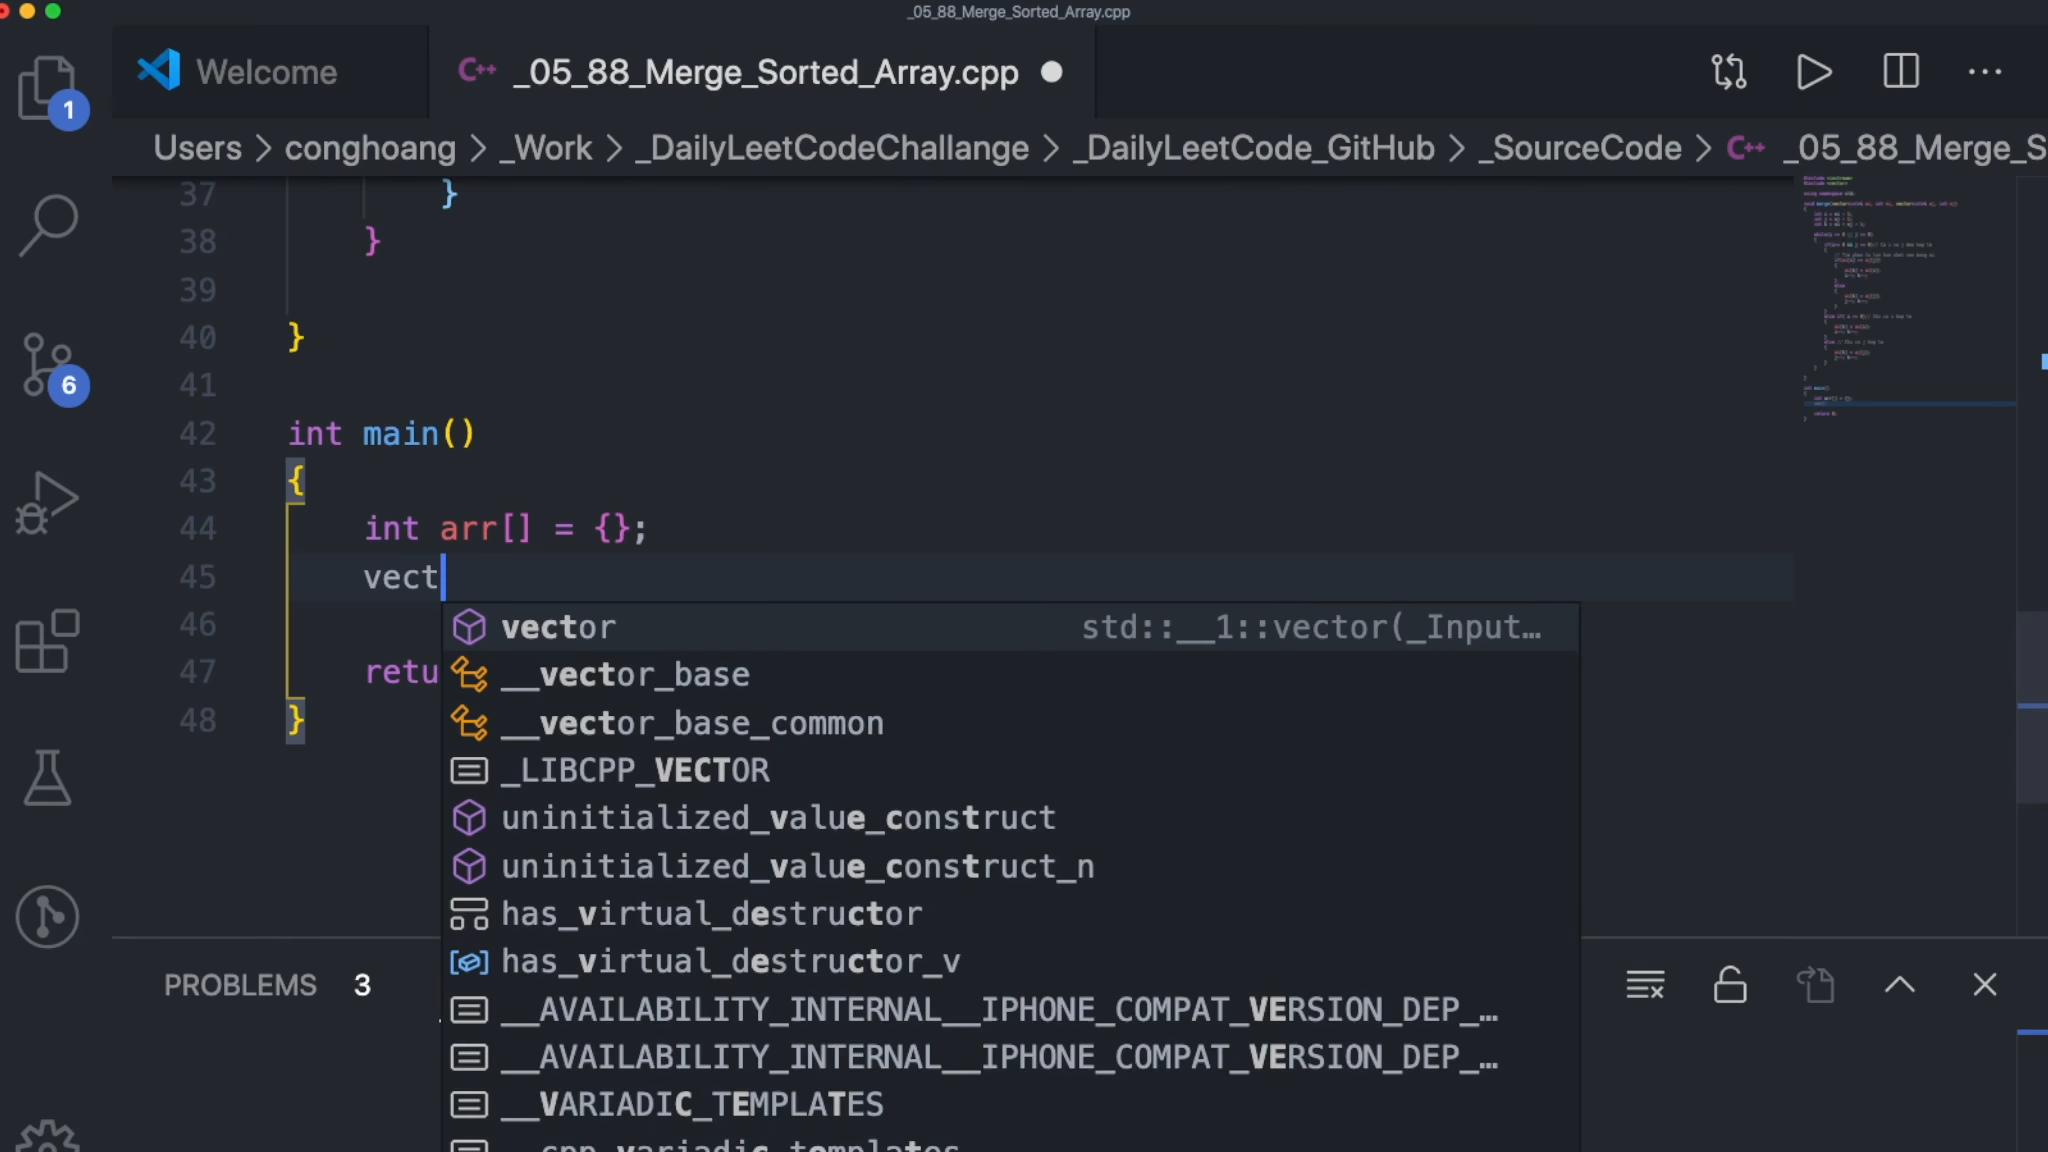 _05_88_Merge_Sorted_Array.cpp
Welcome
C++ _05_88_Merge_Sorted_Array.cpp
Users > conghoang > _Work > _DailyLeetCodeChallange > _DailyLeetCode_GitHub > _SourceCode > C++ _05_88_Merge_S
1
6
37 }
38 }
39
40 }
41
42 int main()
43 {
44 int arr[] = {};
45 vect
46
47 retu
48 }
vector std::__1::vector(_Input…
__vector_base
__vector_base_common
_LIBCPP_VECTOR
uninitialized_value_construct
uninitialized_value_construct_n
has_virtual_destructor
has_virtual_destructor_v
__AVAILABILITY_INTERNAL__IPHONE_COMPAT_VERSION_DEP_…
__AVAILABILITY_INTERNAL__IPHONE_COMPAT_VERSION_DEP_…
__VARIADIC_TEMPLATES
__cpp_variadic_templates
PROBLEMS 3